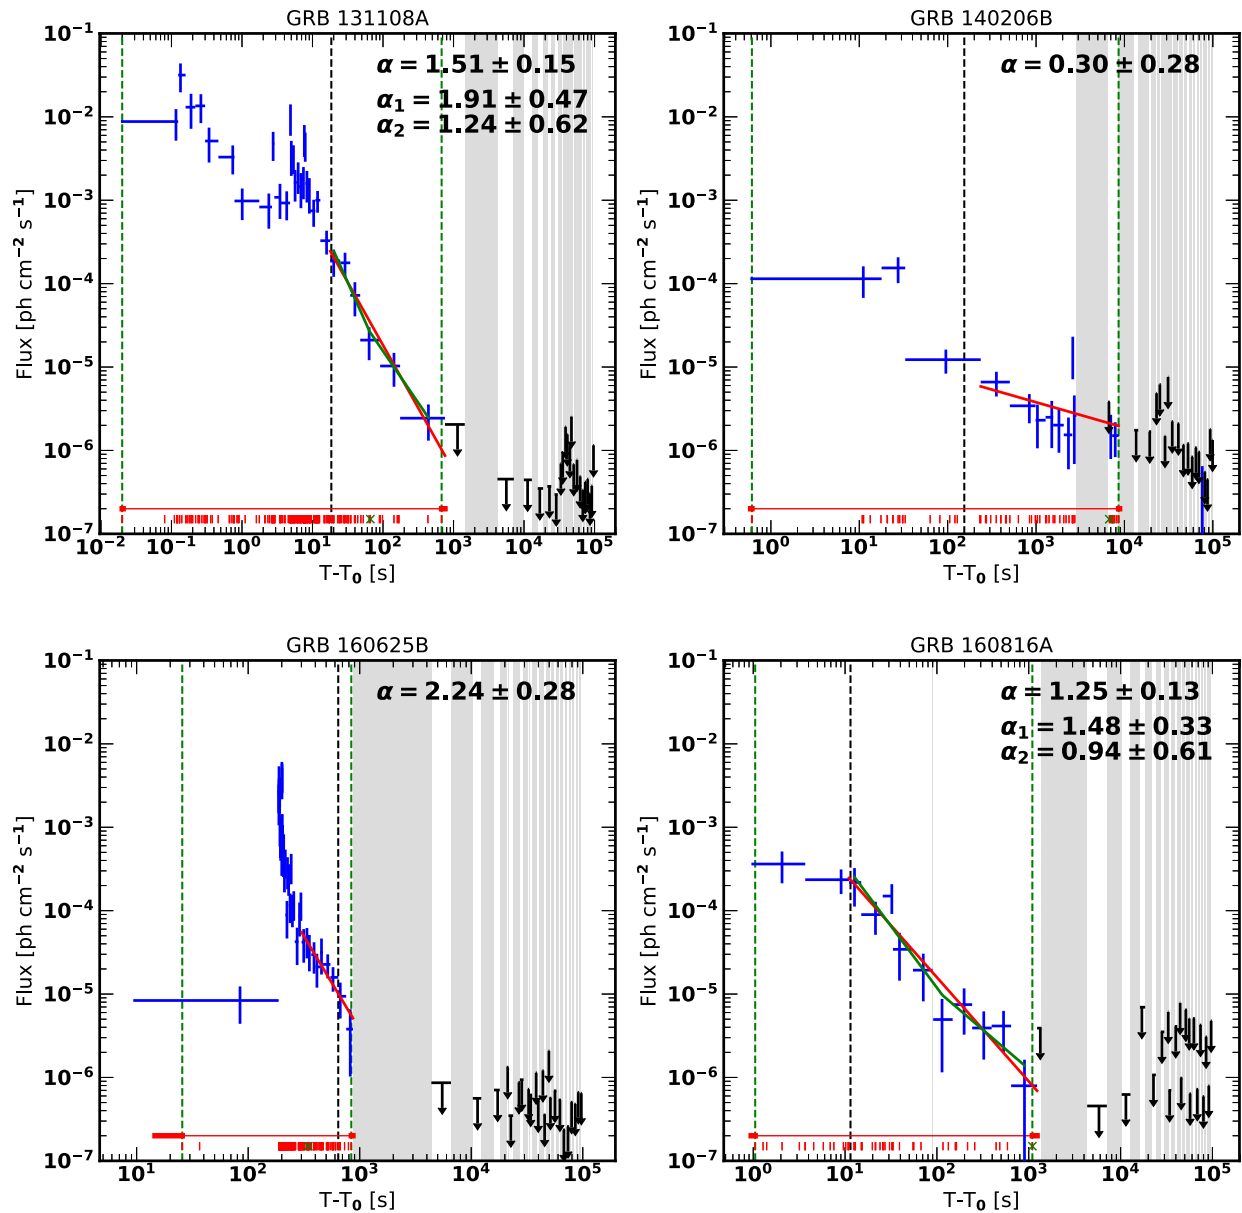 GRB 131108A
α = 1.51 ± 0.15
α₁ = 1.91 ± 0.47
α₂ = 1.24 ± 0.62
Flux [ph cm⁻² s⁻¹]
10⁻¹
10⁻²
10⁻³
10⁻⁴
10⁻⁵
10⁻⁶
10⁻⁷
10⁻² 10⁻¹ 10⁰ 10¹ 10² 10³ 10⁴ 10⁵
T-T₀ [s]
GRB 140206B
α = 0.30 ± 0.28
Flux [ph cm⁻² s⁻¹]
10⁻¹
10⁻²
10⁻³
10⁻⁴
10⁻⁵
10⁻⁶
10⁻⁷
10⁰ 10¹ 10² 10³ 10⁴ 10⁵
T-T₀ [s]
GRB 160625B
α = 2.24 ± 0.28
Flux [ph cm⁻² s⁻¹]
10⁻¹
10⁻²
10⁻³
10⁻⁴
10⁻⁵
10⁻⁶
10⁻⁷
10¹ 10² 10³ 10⁴ 10⁵
T-T₀ [s]
GRB 160816A
α = 1.25 ± 0.13
α₁ = 1.48 ± 0.33
α₂ = 0.94 ± 0.61
Flux [ph cm⁻² s⁻¹]
10⁻¹
10⁻²
10⁻³
10⁻⁴
10⁻⁵
10⁻⁶
10⁻⁷
10⁰ 10¹ 10² 10³ 10⁴ 10⁵
T-T₀ [s]